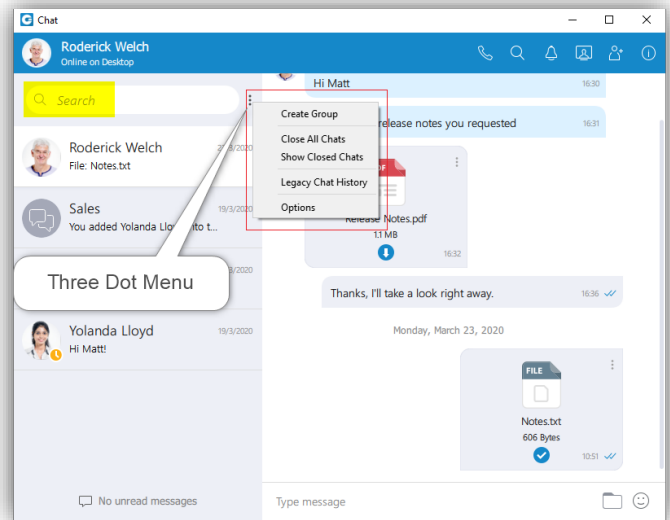 Chat
Roderick Welch
Online on Desktop
Search
Roderick Welch
File: Notes.txt
Sales
19/3/2020
You added Yolanda
Three Dot Menu
Yolanda Lloyd
19/3/2020
Hi Matt!
No unread messages
Create Group
Close All Chats
Show Closed Chats
Legacy Chat History
Options
Hi Matt
16:30
release notes you requested
16:31
Release Notes.pdf
1.1 MB
16:32
Thanks, I'll take a look right away.
16:36
Monday, March 23, 2020
FILE
Notes.txt
606 Bytes
10:51
Type message